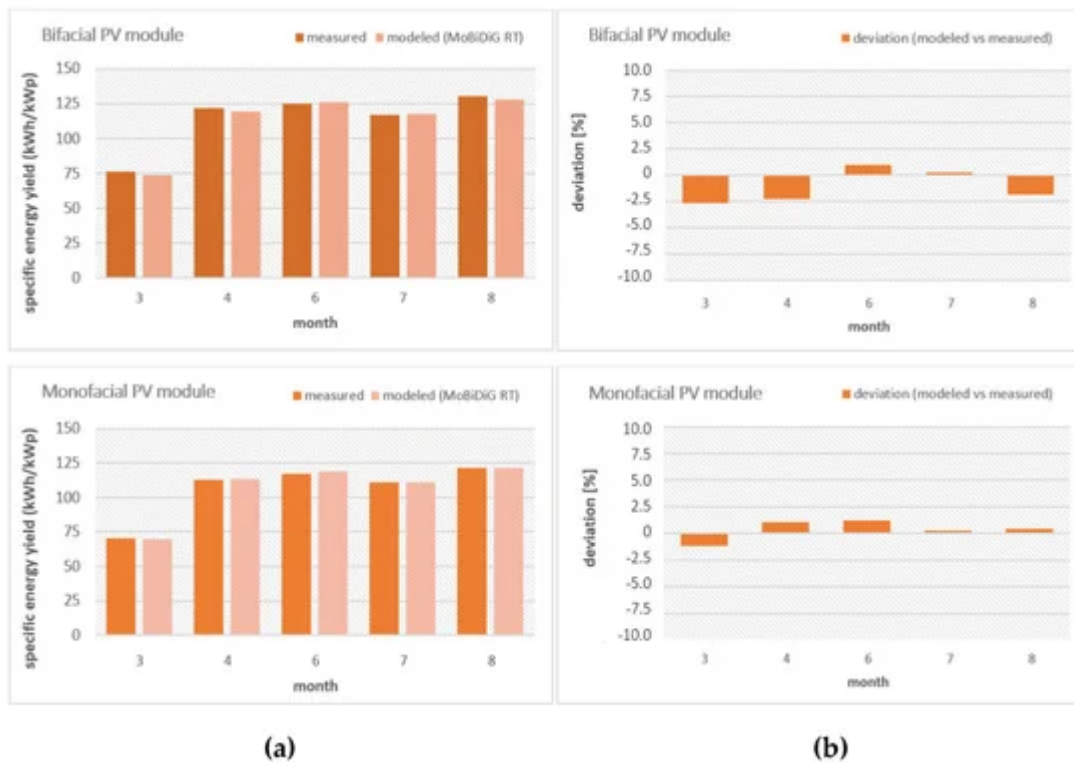 Bifacial PV module
measured modeled (MoBiDiG RT)
specific energy yield (kWh/kWp)
150
125
100
75
50
25
0
3 4 6 7 8
month
Bifacial PV module
deviation (modeled vs measured)
deviation [%]
10.0
7.5
5.0
2.5
0
-2.5
-5.0
-7.5
-10.0
3 4 6 7 8
month
Monofacial PV module
measured modeled (MoBiDiG RT)
specific energy yield (kWh/kWp)
150
125
100
75
50
25
0
3 4 6 7 8
month
Monofacial PV module
deviation (modeled vs measured)
deviation [%]
10.0
7.5
5.0
2.5
0
-2.5
-5.0
-7.5
-10.0
3 4 6 7 8
month
(a) (b)